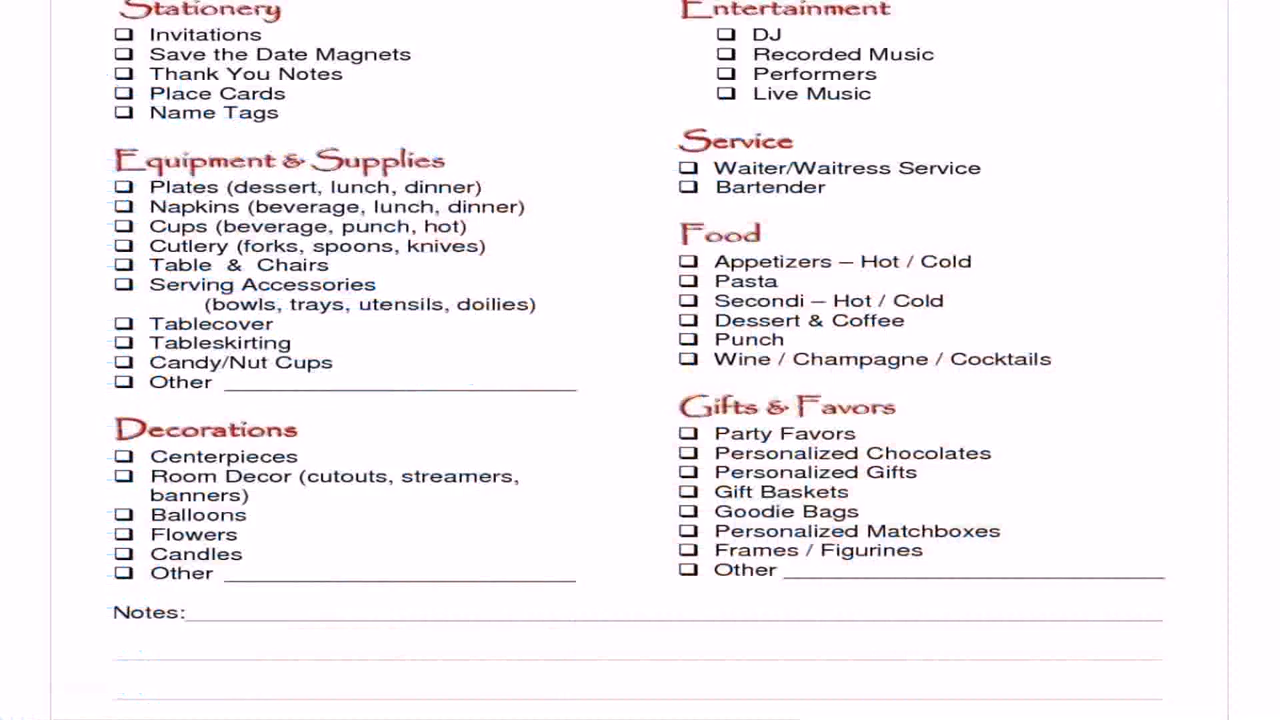 Stationery
Invitations
Save the Date Magnets
Thank You Notes
Place Cards
Name Tags
Equipment & Supplies
Plates (dessert, lunch, dinner)
Napkins (beverage, lunch, dinner)
Cups (beverage, punch, hot)
Cutlery (forks, spoons, knives)
Table & Chairs
Serving Accessories
(bowls, trays, utensils, doilies)
Tablecover
Tableskirting
Candy/Nut Cups
Other
Decorations
Centerpieces
Room Decor (cutouts, streamers,
banners)
Balloons
Flowers
Candles
Other
Entertainment
DJ
Recorded Music
Performers
Live Music
Service
Waiter/Waitress Service
Bartender
Food
Appetizers – Hot / Cold
Pasta
Secondi – Hot / Cold
Dessert & Coffee
Punch
Wine / Champagne / Cocktails
Gifts & Favors
Party Favors
Personalized Chocolates
Personalized Gifts
Gift Baskets
Goodie Bags
Personalized Matchboxes
Frames / Figurines
Other
Notes: